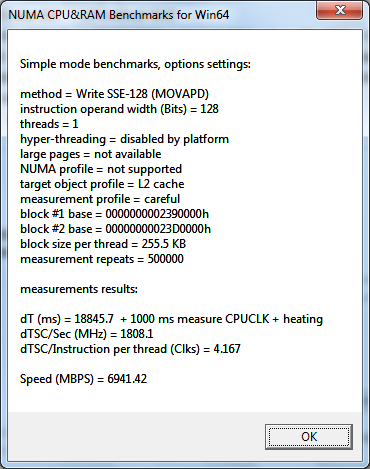 NUMA CPU&RAM Benchmarks for Win64
Simple mode benchmarks, options settings:
method = Write SSE-128 (MOVAPD)
instruction operand width (Bits) = 128
threads = 1
hyper-threading = disabled by platform
large pages = not available
NUMA profile = not supported
target object profile = L2 cache
measurement profile = careful
block #1 base = 0000000002390000h
block #2 base = 00000000023D0000h
block size per thread = 255.5 KB
measurement repeats = 500000
measurements results:
dT (ms) = 18845.7  + 1000 ms measure CPUCLK + heating
dTSC/Sec (MHz) = 1808.1
dTSC/Instruction per thread (Clks) = 4.167
Speed (MBPS) = 6941.42
OK